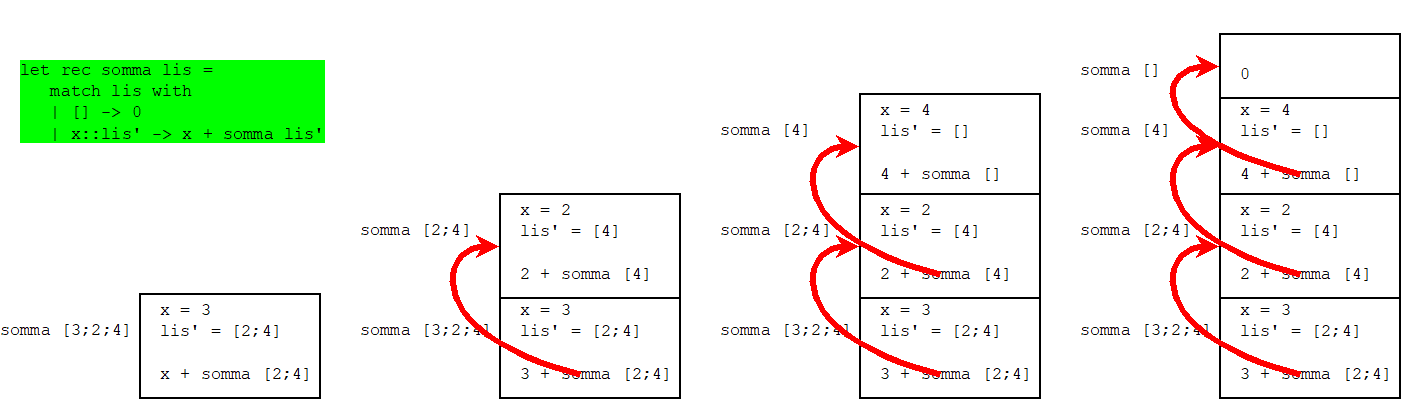 let rec somma lis =
match lis with
| [] -> 0
| x::lis' -> x + somma lis'
somma [3;2;4]
x = 3
lis' = [2;4]
x + somma [2;4]
somma [2;4]
x = 2
lis' = [4]
2 + somma [4]
somma [3;2;4]
x = 3
lis' = [2;4]
3 + somma [2;4]
somma [4]
x = 4
lis' = []
4 + somma []
somma [2;4]
x = 2
lis' = [4]
2 + somma [4]
somma [3;2;4]
x = 3
lis' = [2;4]
3 + somma [2;4]
somma []
0
somma [4]
x = 4
lis' = []
4 + somma []
somma [2;4]
x = 2
lis' = [4]
2 + somma [4]
somma [3;2;4]
x = 3
lis' = [2;4]
3 + somma [2;4]